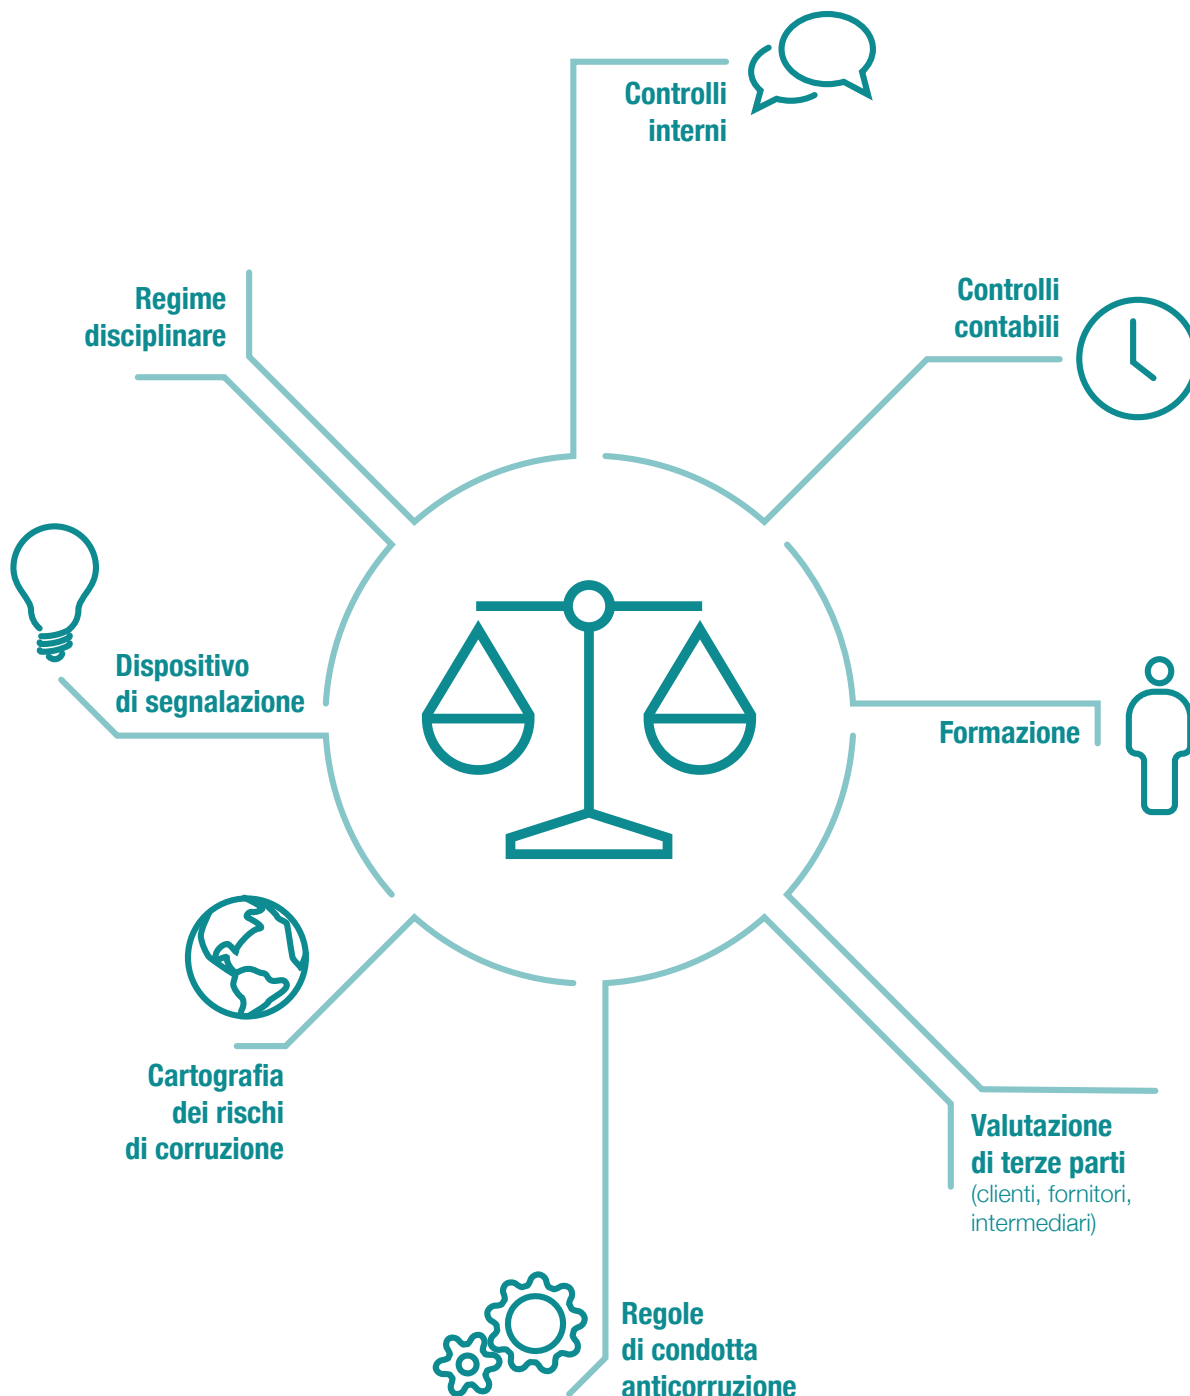 Controlli
interni
Controlli
contabili
Regime
disciplinare
Dispositivo
di segnalazione
Formazione
Cartografia
dei rischi
di corruzione
Valutazione
di terze parti
(clienti, fornitori,
intermediari)
Regole
di condotta
anticorruzione